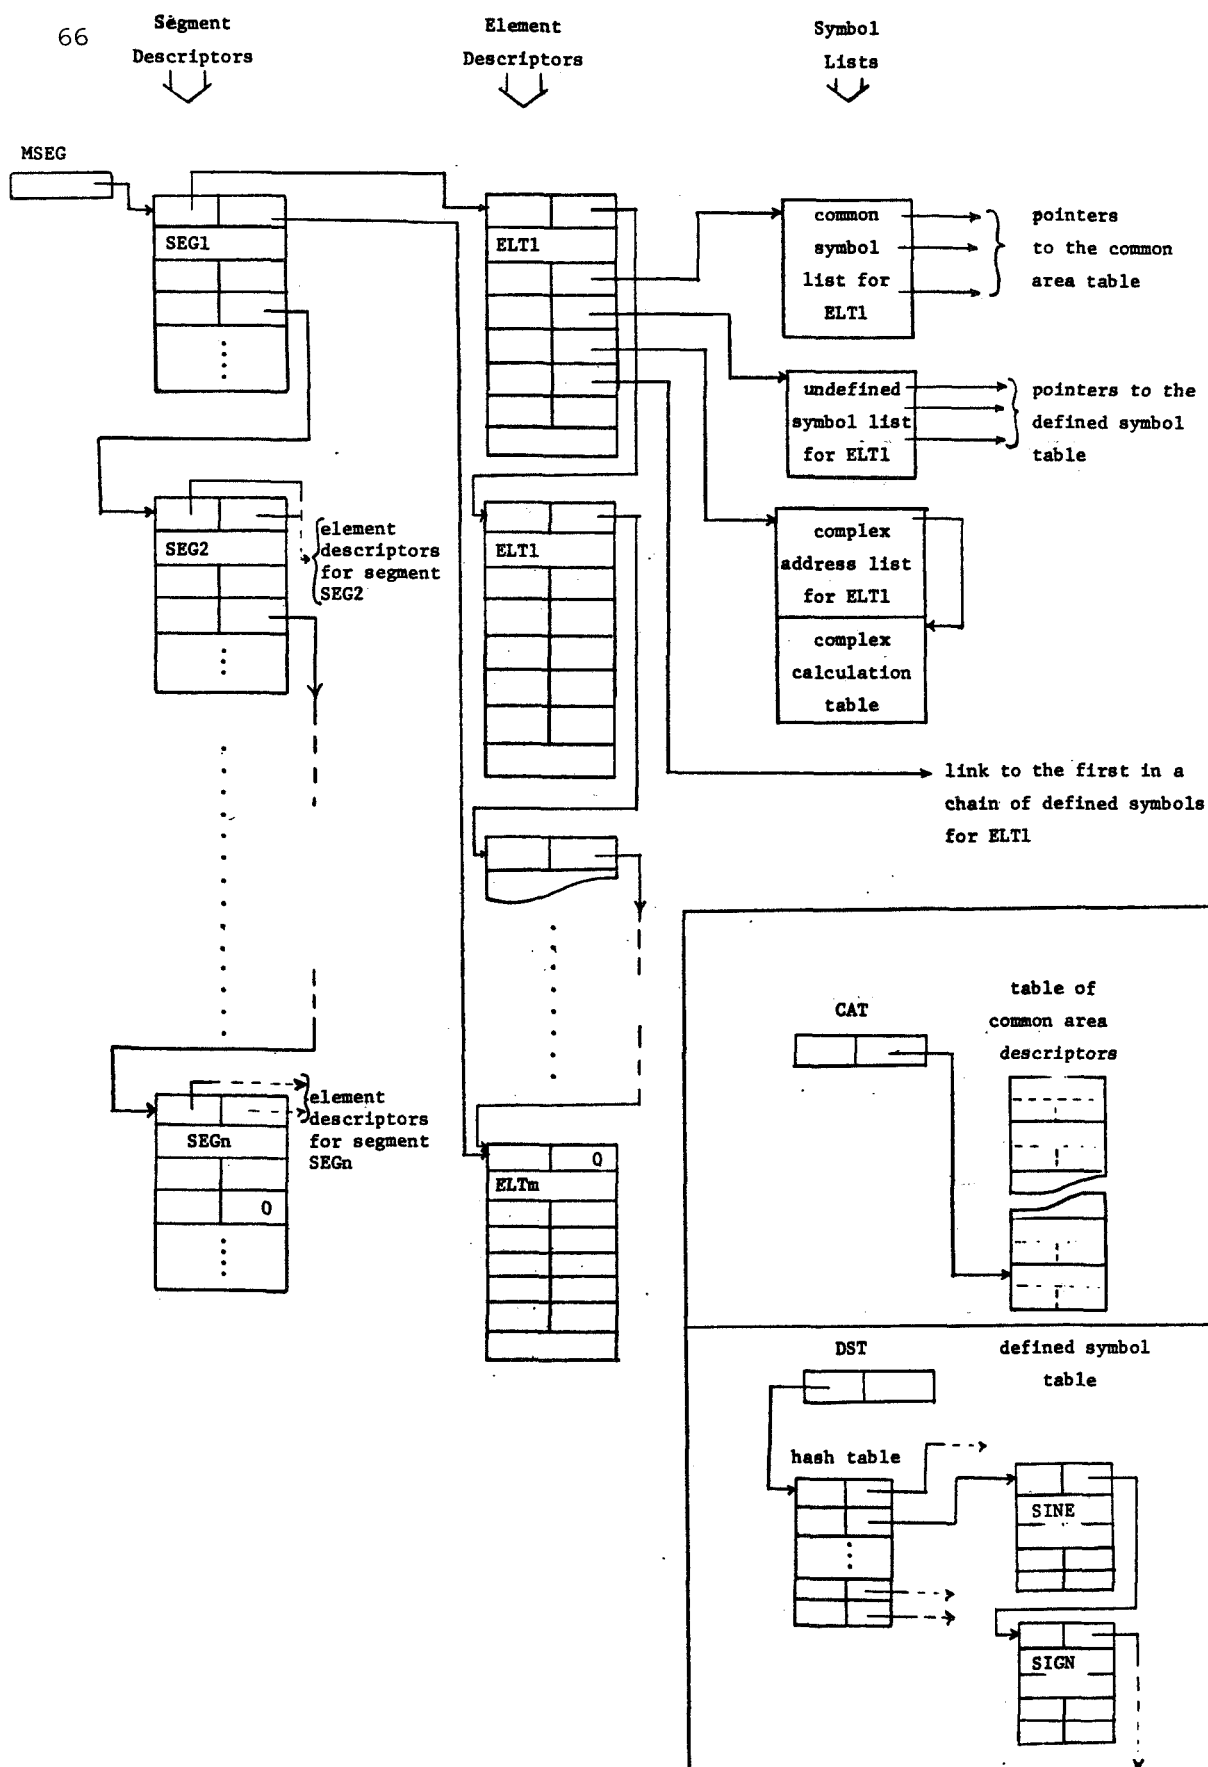 66
Segment
Descriptors
Element
Descriptors
Symbol
Lists
MSEG
SEG1
SEG2
element
descriptors
for segment
SEG2
SEGn
0
element
descriptors
for segment
SEGn
ELT1
ELT1
0
ELTm
common
symbol
list for
ELT1
pointers
to the common
area table
undefined
symbol list
for ELT1
pointers to the
defined symbol
table
complex
address list
for ELT1
complex
calculation
table
link to the first in a
chain of defined symbols
for ELT1
CAT
table of
common area
descriptors
DST
defined symbol
table
hash table
SINE
SIGN